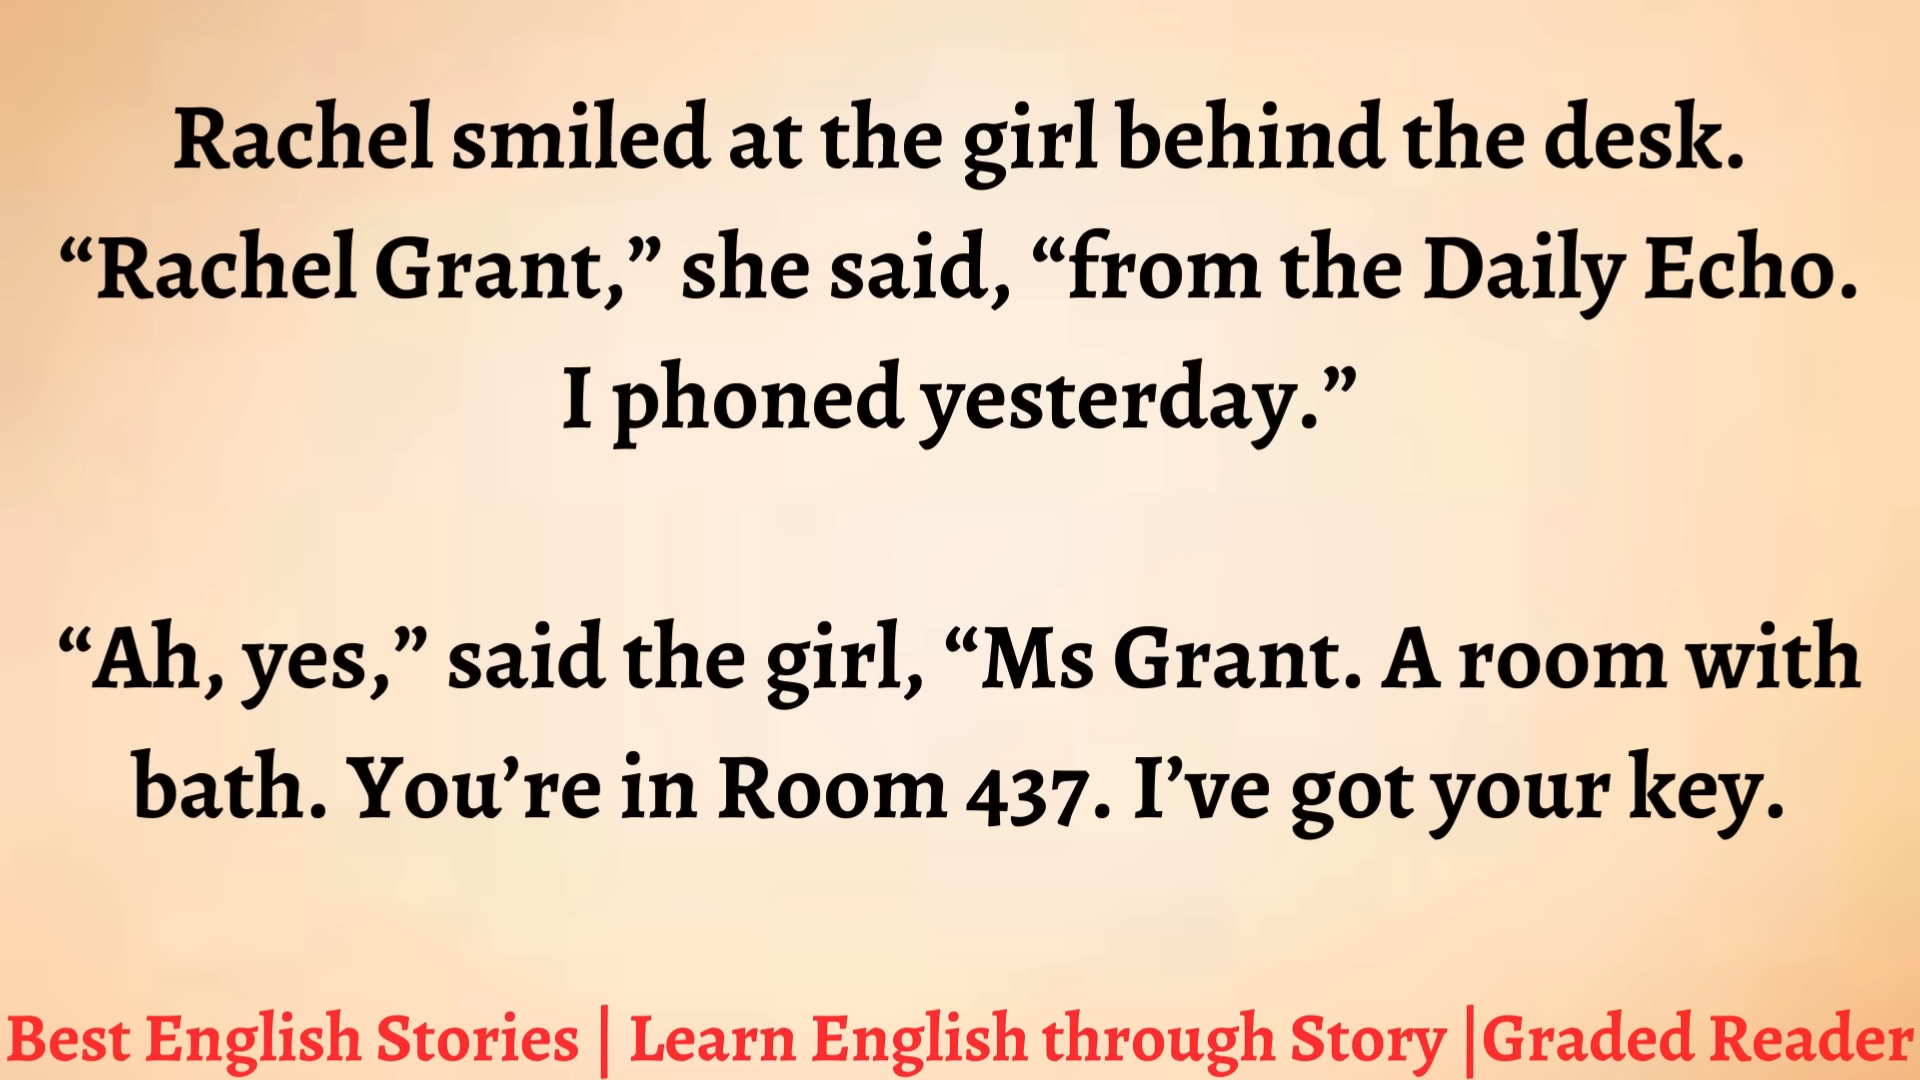 Rachel smiled at the girl behind the desk.
“Rachel Grant,” she said, “from the Daily Echo.
I phoned yesterday.”
“Ah, yes,” said the girl, “Ms Grant. A room with
bath. You’re in Room 437. I’ve got your key.
Best English Stories | Learn English through Story |Graded Reader